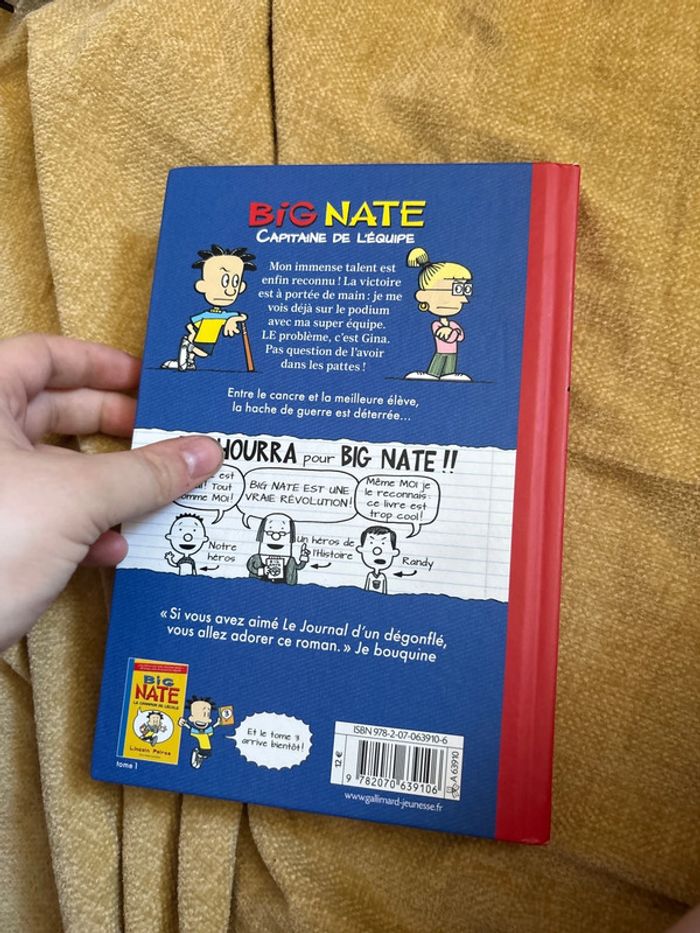 BIG NATE
CAPITAINE DE L'ÉQUIPE
Mon immense talent est
enfin reconnu ! La victoire
est à portée de main : je me
vois déjà sur le podium
avec ma super équipe.
LE problème, c'est Gina.
Pas question de l'avoir
dans les pattes !
Entre le cancre et la meilleure élève,
la hache de guerre est déterrée...
HOURRA pour BIG NATE !!
est
! Tout
comme MOI !
BIG NATE EST UNE
VRAIE RÉVOLUTION !
Même MOI je
le reconnais :
ce livre est
trop cool !
Notre
héros
Un héros de
l'Histoire
Randy
« Si vous avez aimé Le Journal d'un dégonflé,
vous allez adorer ce roman. » Je bouquine
BIG
NATE
LE CHAMPION DE L'ÉCOLE
Lincoln Peirce
tome 1
3
Et le tome 3
arrive bientôt !
ISBN 978-2-07-063910-6
12 €
9 782070 639106
A 63910
www.gallimard-jeunesse.fr